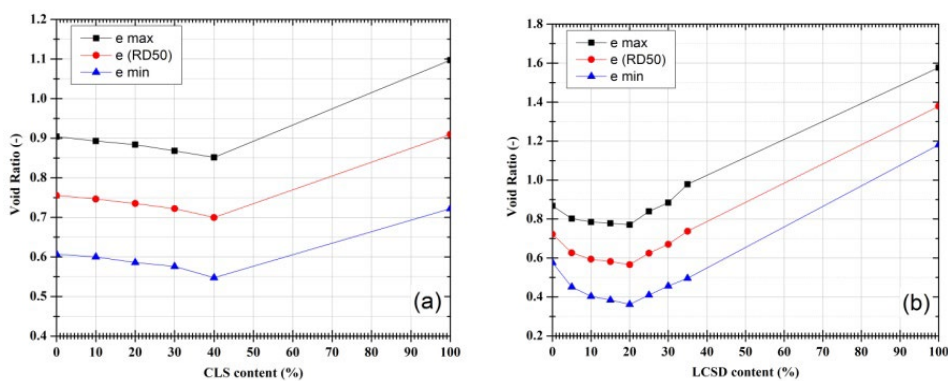 1.2
1.1
1.0
0.9
0.8
0.7
0.6
0.5
0.4
Void Ratio (-)
e max
e (RD50)
e min
(a)
0 10 20 30 40 50 60 70 80 90 100
CLS content (%)
1.8
1.6
1.4
1.2
1.0
0.8
0.6
0.4
0.2
Void Ratio (-)
e max
e (RD50)
e min
(b)
0 10 20 30 40 50 60 70 80 90 100
LCSD content (%)